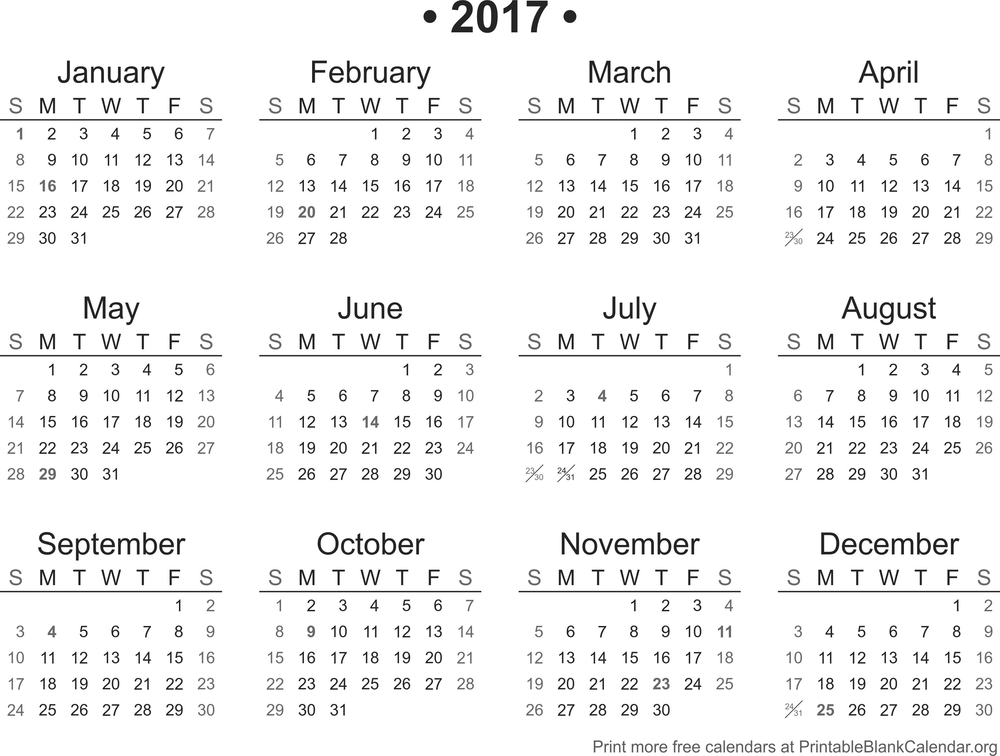 • 2017 •
January February March April
S M T W T F S S M T W T F S S M T W T F S S M T W T F S
1 2 3 4 5 6 7 1 2 3 4 1 2 3 4 1
8 9 10 11 12 13 14 5 6 7 8 9 10 11 5 6 7 8 9 10 11 2 3 4 5 6 7 8
15 16 17 18 19 20 21 12 13 14 15 16 17 18 12 13 14 15 16 17 18 9 10 11 12 13 14 15
22 23 24 25 26 27 28 19 20 21 22 23 24 25 19 20 21 22 23 24 25 16 17 18 19 20 21 22
29 30 31 26 27 28 26 27 28 29 30 31 23/30 24 25 26 27 28 29
May June July August
S M T W T F S S M T W T F S S M T W T F S S M T W T F S
1 2 3 4 5 6 1 2 3 1 1 2 3 4 5
7 8 9 10 11 12 13 4 5 6 7 8 9 10 2 3 4 5 6 7 8 6 7 8 9 10 11 12
14 15 16 17 18 19 20 11 12 13 14 15 16 17 9 10 11 12 13 14 15 13 14 15 16 17 18 19
21 22 23 24 25 26 27 18 19 20 21 22 23 24 16 17 18 19 20 21 22 20 21 22 23 24 25 26
28 29 30 31 25 26 27 28 29 30 23/30 24/31 25 26 27 28 29 27 28 29 30 31
September October November December
S M T W T F S S M T W T F S S M T W T F S S M T W T F S
1 2 1 2 3 4 5 6 7 1 2 3 4 1 2
3 4 5 6 7 8 9 8 9 10 11 12 13 14 5 6 7 8 9 10 11 3 4 5 6 7 8 9
10 11 12 13 14 15 16 15 16 17 18 19 20 21 12 13 14 15 16 17 18 10 11 12 13 14 15 16
17 18 19 20 21 22 23 22 23 24 25 26 27 28 19 20 21 22 23 24 25 17 18 19 20 21 22 23
24 25 26 27 28 29 30 29 30 31 26 27 28 29 30 24/31 25 26 27 28 29 30
Print more free calendars at PrintableBlankCalendar.org